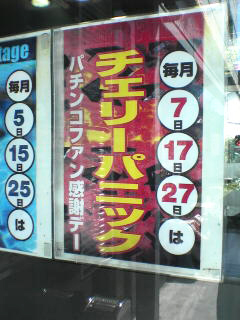 毎月
7日
17日
27日
は
チェリーパニック
パチンコファン感謝デー
tage
毎月
5日
15日
25日
は